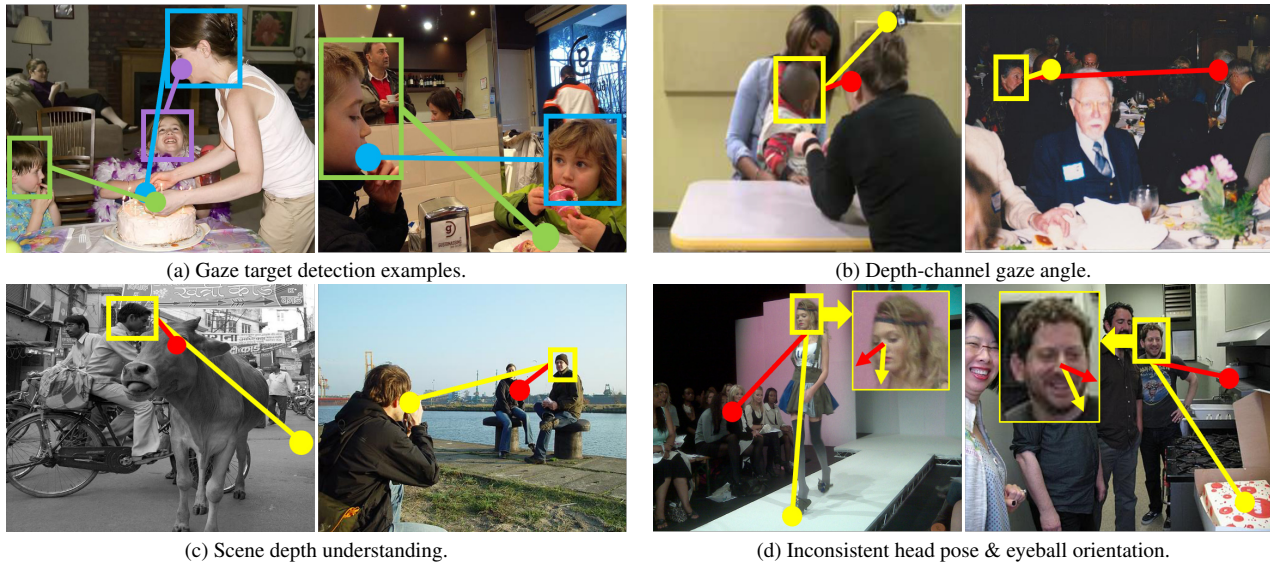 (a) Gaze target detection examples.
(b) Depth-channel gaze angle.
(c) Scene depth understanding.
(d) Inconsistent head pose & eyeball orientation.